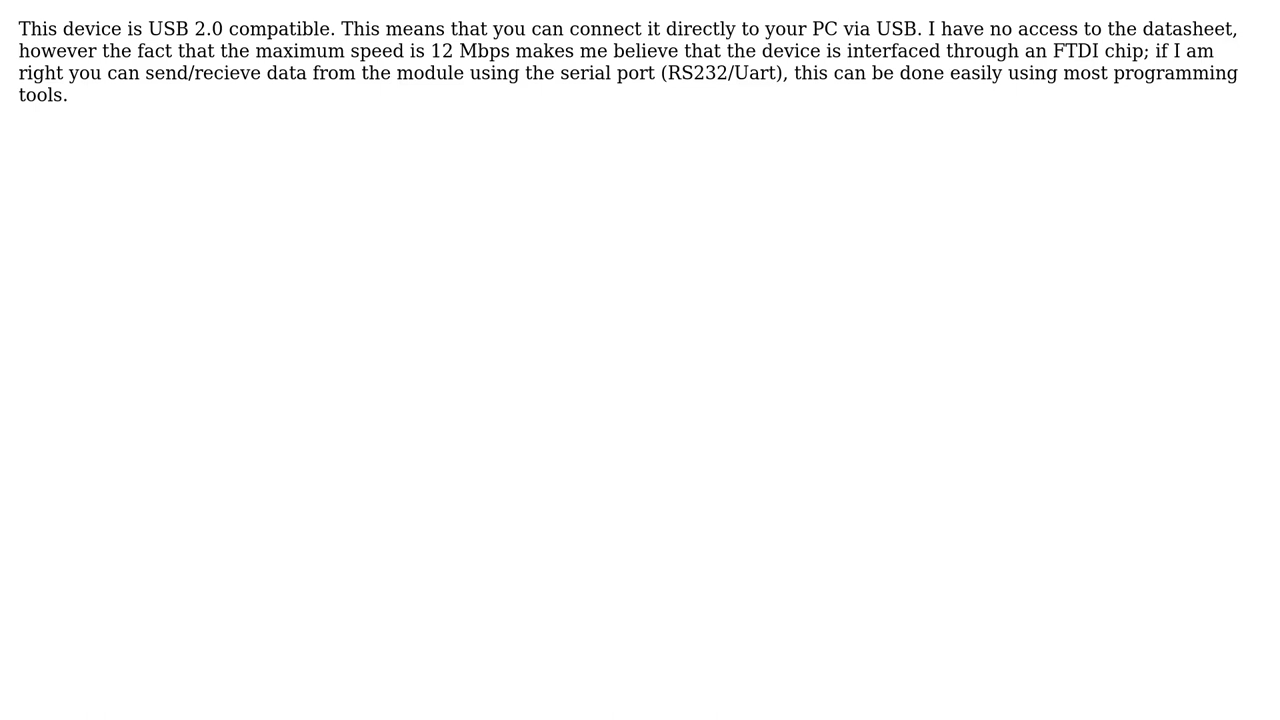 This device is USB 2.0 compatible. This means that you can connect it directly to your PC via USB. I have no access to the datasheet,
however the fact that the maximum speed is 12 Mbps makes me believe that the device is interfaced through an FTDI chip; if I am
right you can send/recieve data from the module using the serial port (RS232/Uart), this can be done easily using most programming
tools.